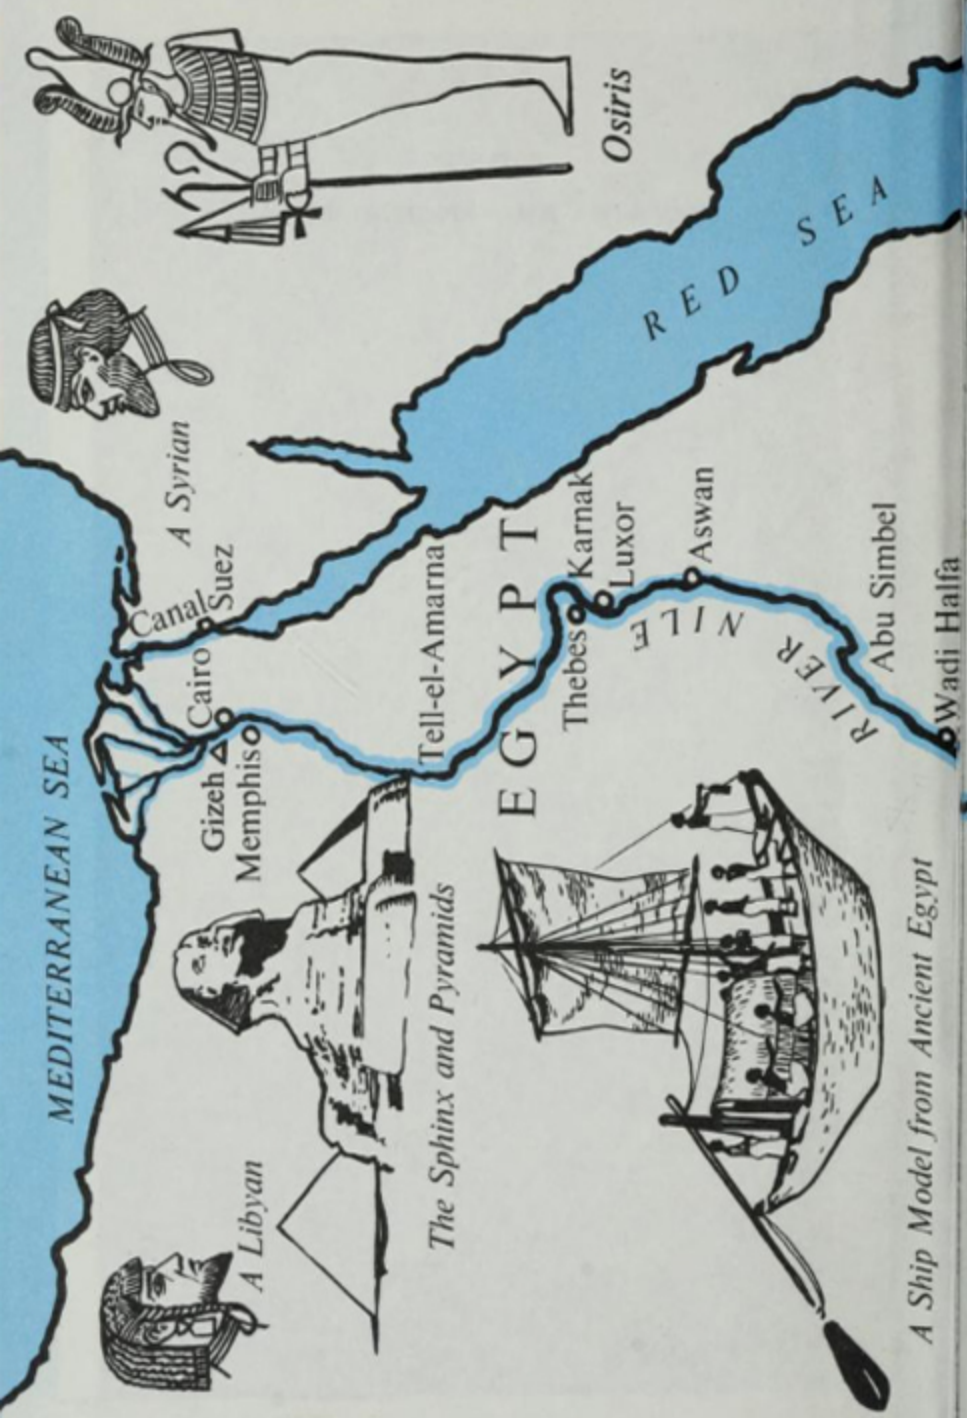 MEDITERRANEAN SEA
Canal
A Syrian
Suez
Cairo
Gizeh
Memphis
A Libyan
Osiris
Tell-el-Amarna
The Sphinx and Pyramids
EGYPT
RED SEA
Karnak
Thebes
Luxor
Aswan
RIVER NILE
Abu Simbel
Wadi Halfa
A Ship Model from Ancient Egypt